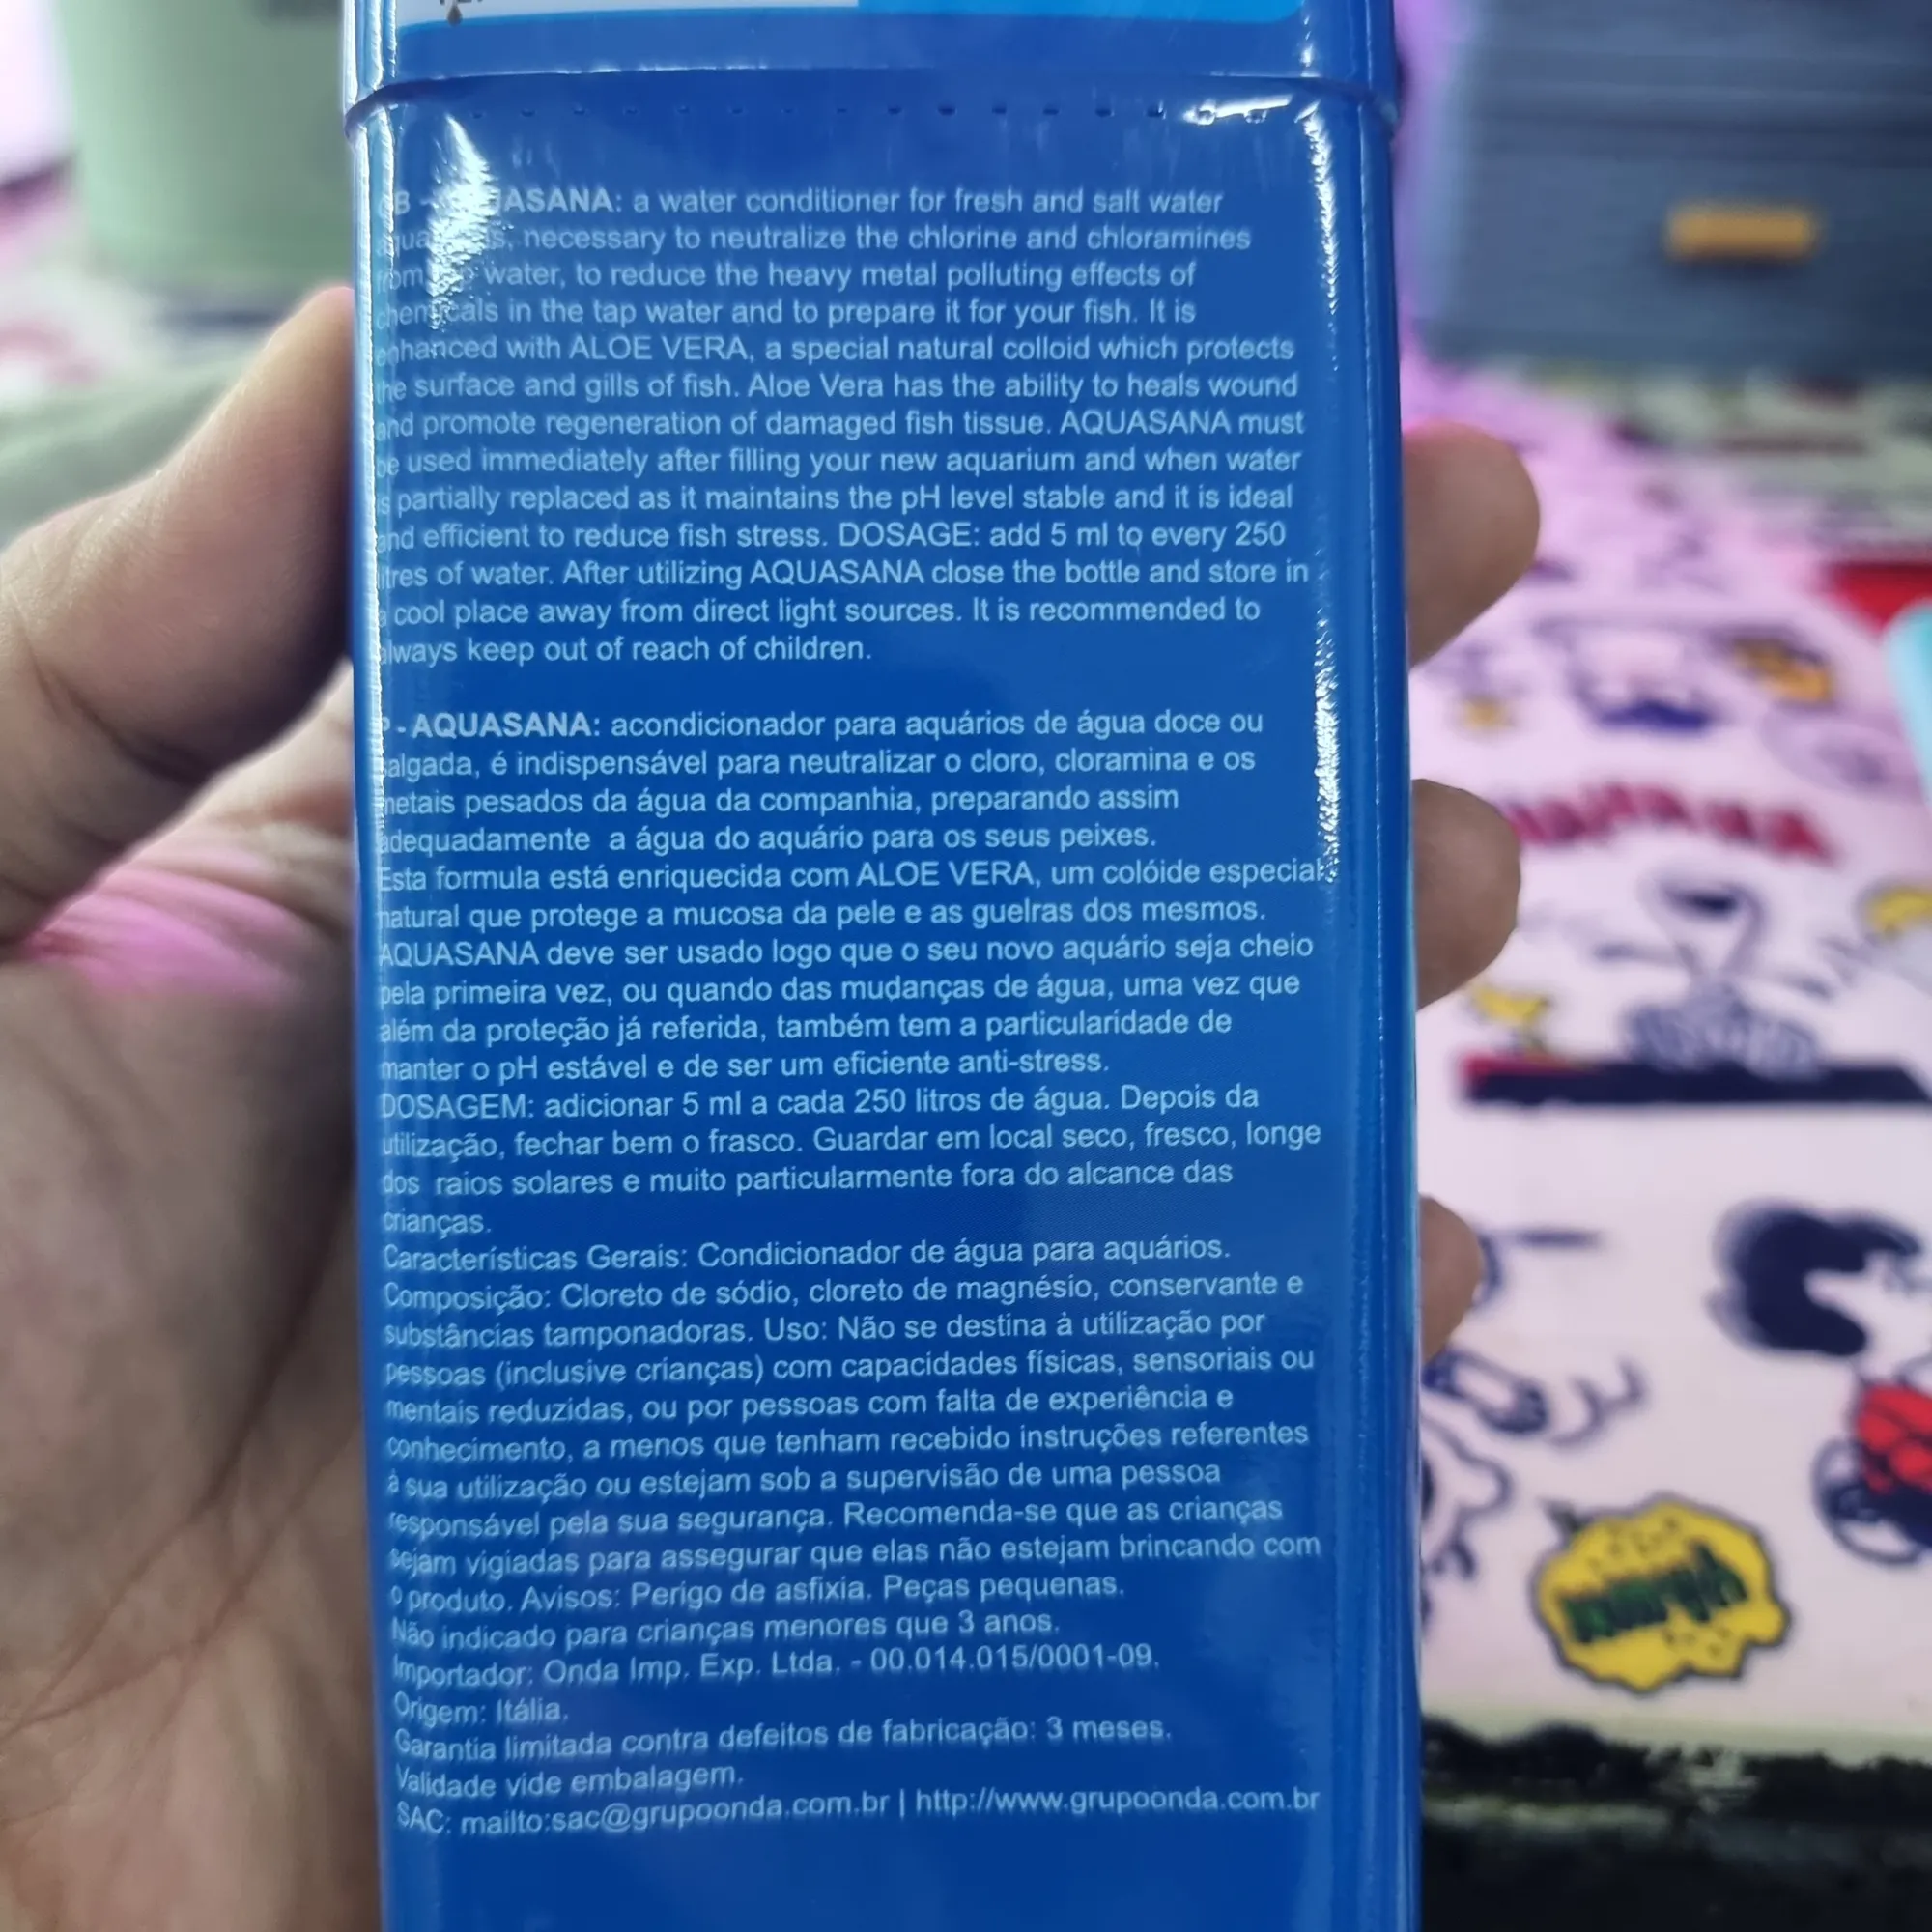 ASANA: a water conditioner for fresh and salt water
necessary to neutralize the chlorine and chloramines
water, to reduce the heavy metal polluting effects of
chemicals in the tap water and to prepare it for your fish. It is
enhanced with ALOE VERA, a special natural colloid which protects
the surface and gills of fish. Aloe Vera has the ability to heals wound
and promote regeneration of damaged fish tissue. AQUASANA must
be used immediately after filling your new aquarium and when water
is partially replaced as it maintains the pH level stable and it is ideal
and efficient to reduce fish stress. DOSAGE: add 5 ml to every 250
litres of water. After utilizing AQUASANA close the bottle and store in
a cool place away from direct light sources. It is recommended to
always keep out of reach of children.
P - AQUASANA: acondicionador para aquários de água doce ou
salgada, é indispensável para neutralizar o cloro, cloramina e os
metais pesados da água da companhia, preparando assim
adequadamente a água do aquário para os seus peixes.
Esta formula está enriquecida com ALOE VERA, um colóide especial
natural que protege a mucosa da pele e as guelras dos mesmos.
AQUASANA deve ser usado logo que o seu novo aquário seja cheio
pela primeira vez, ou quando das mudanças de água, uma vez que
além da proteção já referida, também tem a particularidade de
manter o pH estável e de ser um eficiente anti-stress.
DOSAGEM: adicionar 5 ml a cada 250 litros de água. Depois da
utilização, fechar bem o frasco. Guardar em local seco, fresco, longe
dos raios solares e muito particularmente fora do alcance das
crianças.
Características Gerais: Condicionador de água para aquários.
Composição: Cloreto de sódio, cloreto de magnésio, conservante e
substâncias tamponadoras. Uso: Não se destina à utilização por
pessoas (inclusive crianças) com capacidades físicas, sensoriais ou
mentais reduzidas, ou por pessoas com falta de experiência e
conhecimento, a menos que tenham recebido instruções referentes
à sua utilização ou estejam sob a supervisão de uma pessoa
responsável pela sua segurança. Recomenda-se que as crianças
sejam vigiadas para assegurar que elas não estejam brincando com
o produto. Avisos: Perigo de asfixia. Peças pequenas.
Não indicado para crianças menores que 3 anos.
Importador: Onda Imp. Exp. Ltda. - 00.014.015/0001-09.
Origem: Itália.
Garantia limitada contra defeitos de fabricação: 3 meses.
Validade vide embalagem.
SAC: mailto:sac@grupoonda.com.br | http://www.grupoonda.com.br